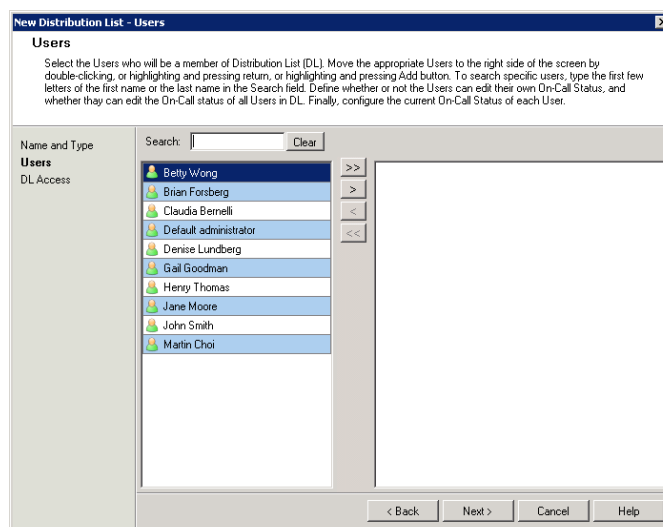 New Distribution List - Users
Users
Select the Users who will be a member of Distribution List (DL). Move the appropriate Users to the right side of the screen by
double-clicking, or highlighting and pressing return, or highlighting and pressing Add button. To search specific users, type the first few
letters of the first name or the last name in the Search field. Define whether or not the Users can edit their own On-Call Status, and
whether thay can edit the On-Call status of all Users in DL. Finally, configure the current On-Call Status of each User.
Name and Type
Users
DL Access
Search:
Clear
Betty Wong
Brian Forsberg
Claudia Bernelli
Default administrator
Denise Lundberg
Gail Goodman
Henry Thomas
Jane Moore
John Smith
Martin Choi
>>
>
<
<<
< Back
Next >
Cancel
Help